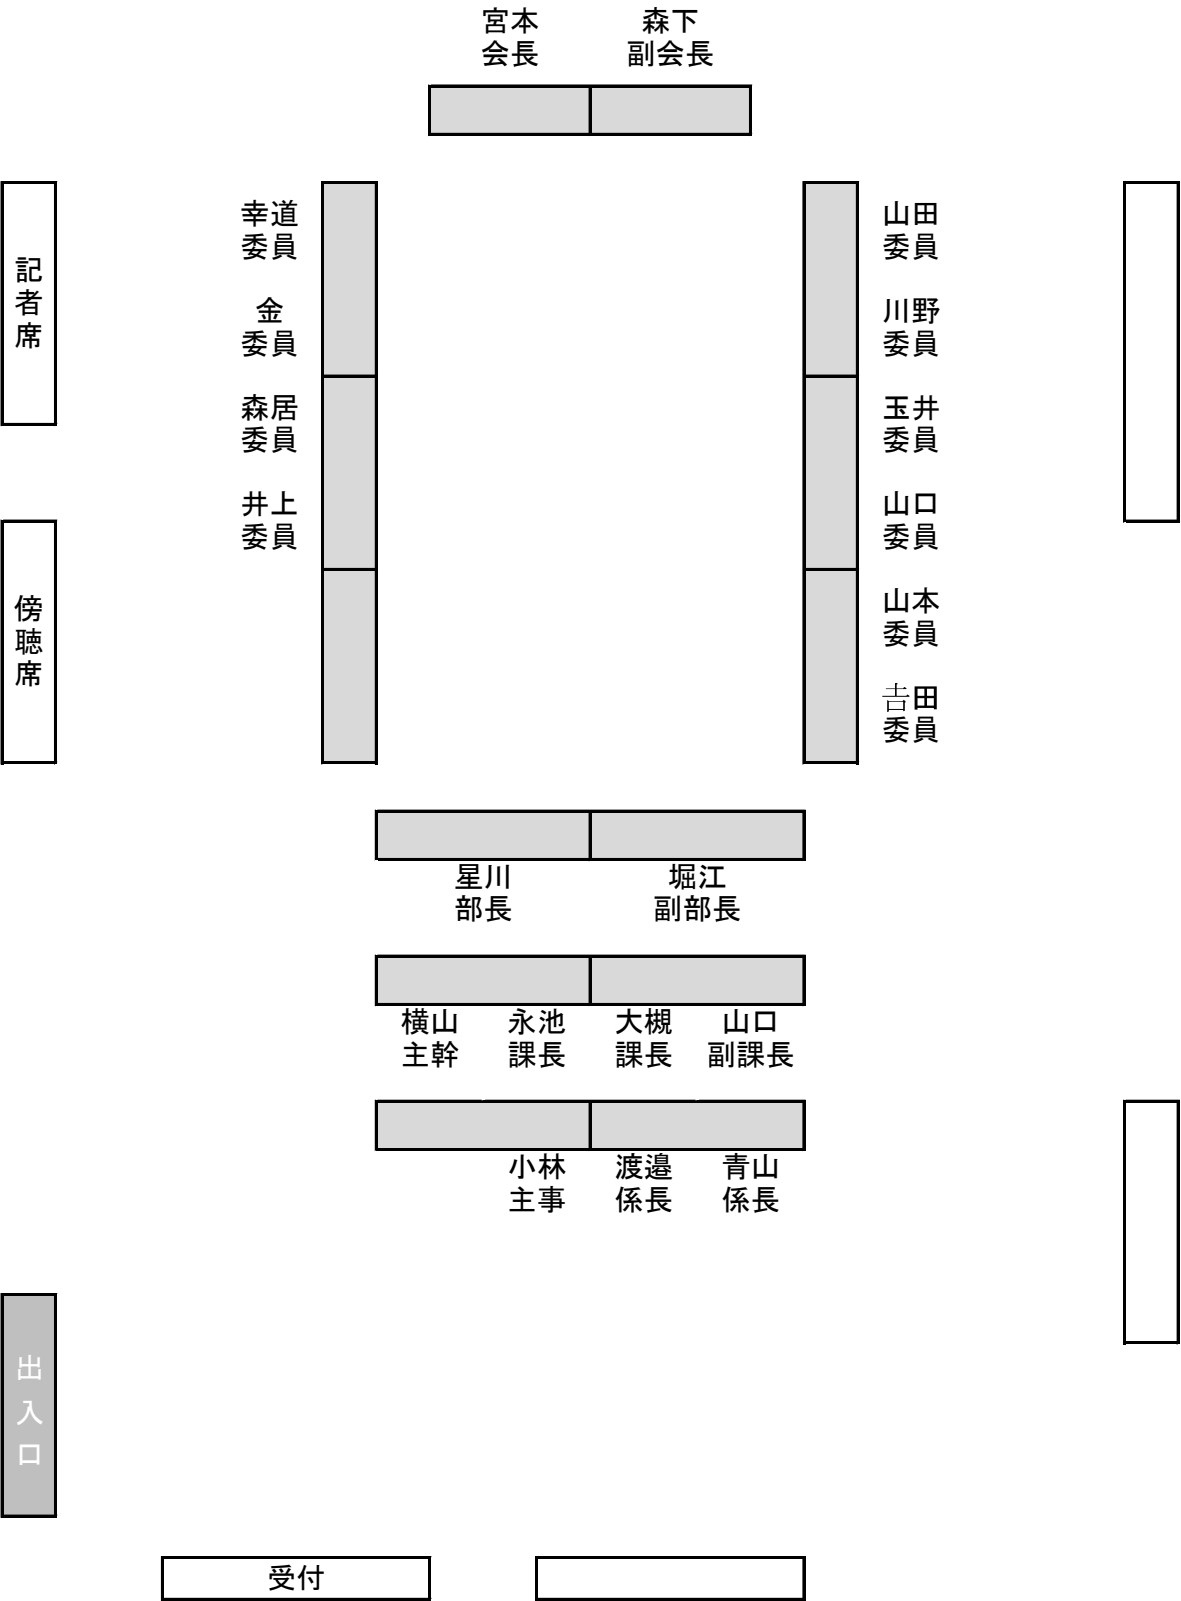 宮本
会長
森下
副会長
記者席
幸道
委員
金
委員
森居
委員
井上
委員
山田
委員
川野
委員
玉井
委員
山口
委員
山本
委員
𠮷田
委員
傍聴席
星川
部長
堀江
副部長
横山
主幹
永池
課長
大槻
課長
山口
副課長
小林
主事
渡邉
係長
青山
係長
出入口
受付